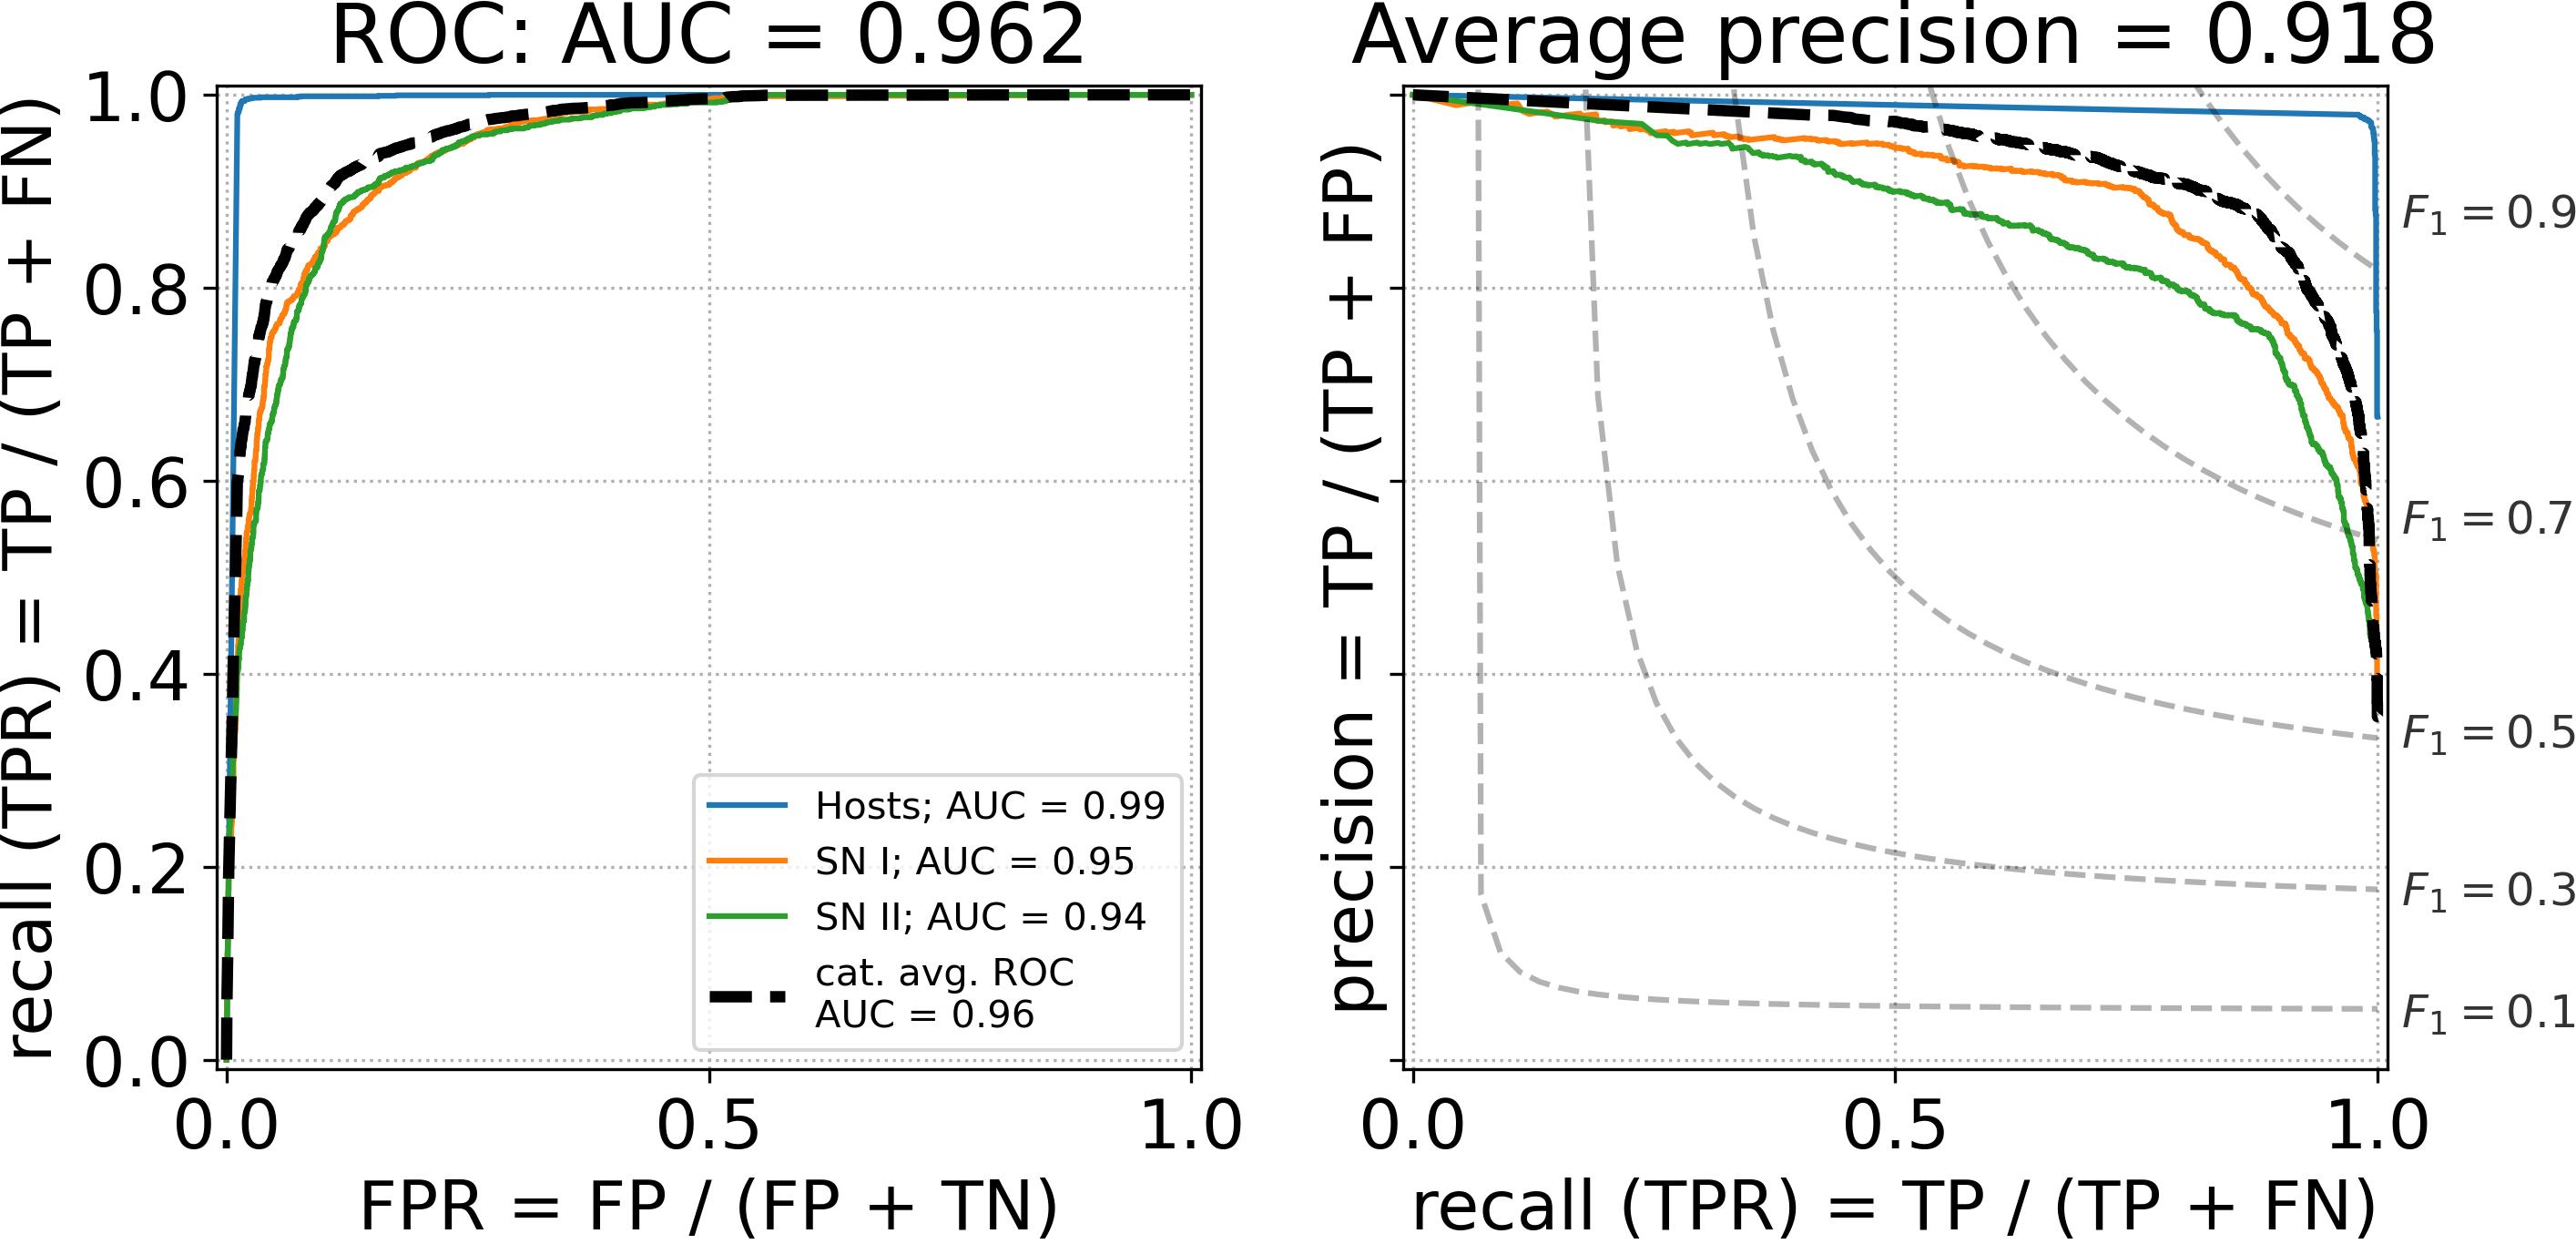 ROC: AUC = 0.962
recall (TPR) = TP / (TP + FN)
1.0
0.8
0.6
0.4
0.2
0.0
Hosts; AUC = 0.99
SN I; AUC = 0.95
SN II; AUC = 0.94
cat. avg. ROC
AUC = 0.96
0.0 0.5 1.0
FPR = FP / (FP + TN)
Average precision = 0.918
precision = TP / (TP + FP)
F₁ = 0.9
F₁ = 0.7
F₁ = 0.5
F₁ = 0.3
F₁ = 0.1
0.0 0.5 1.0
recall (TPR) = TP / (TP + FN)